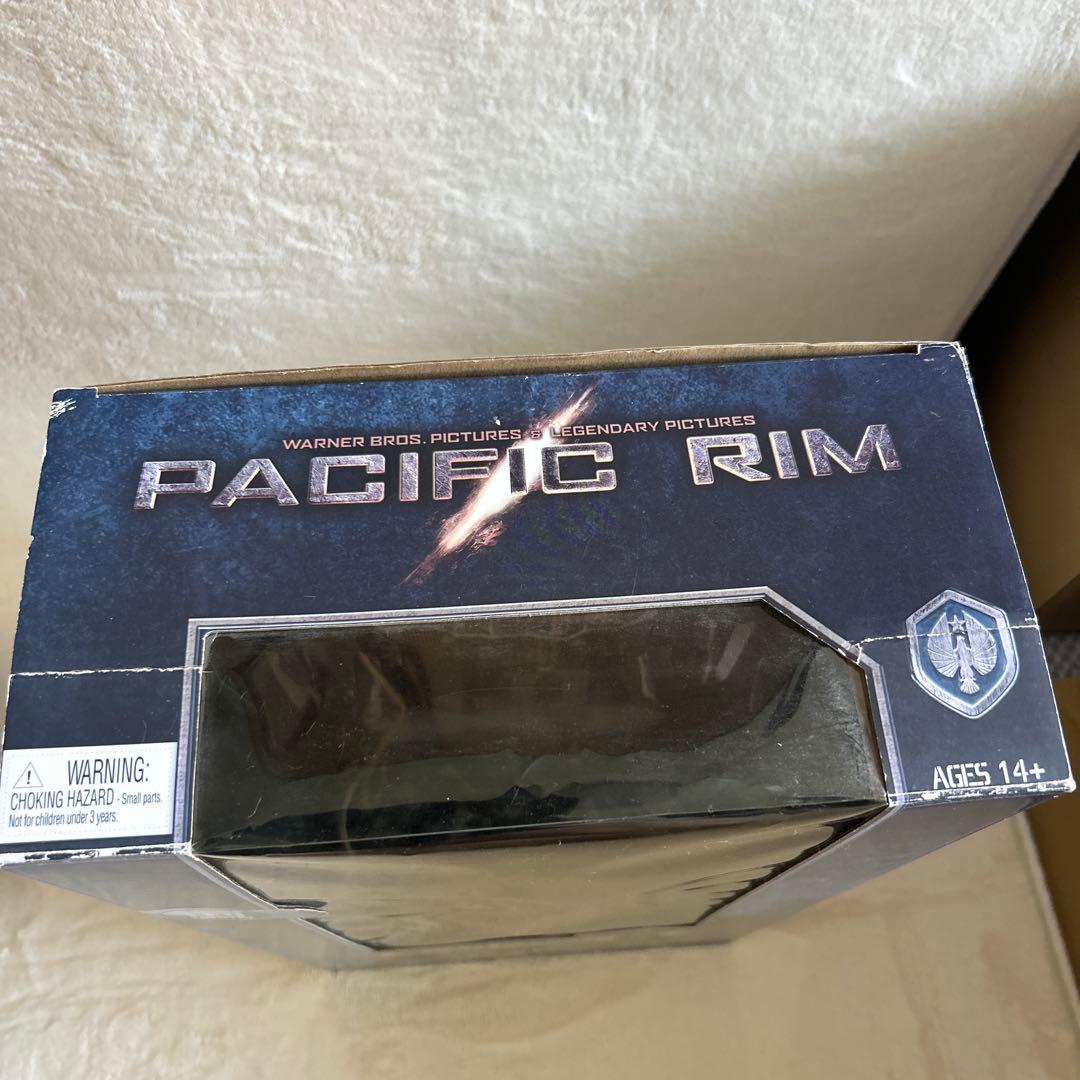 WARNER BROS. PICTURES & LEGENDARY PICTURES
PACIFIC RIM
WARNING:
CHOKING HAZARD - Small parts.
Not for children under 3 years.
AGES 14+